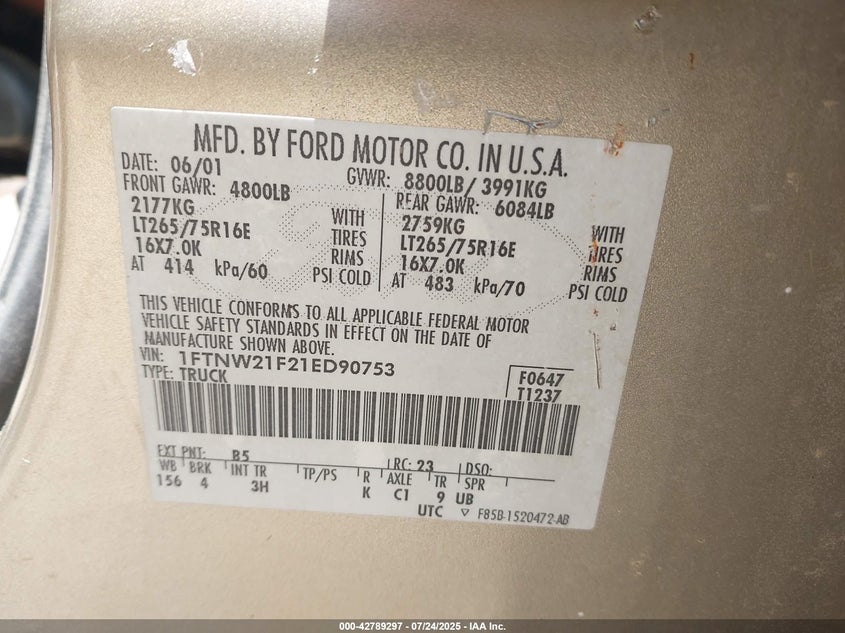 MFD. BY FORD MOTOR CO. IN U.S.A.
DATE: 06/01 GVWR: 8800LB/ 3991KG
FRONT GAWR: 4800LB REAR GAWR: 6084LB
2177KG WITH 2759KG WITH
LT265/75R16E TIRES LT265/75R16E TIRES
16X7.0K RIMS 16X7.0K RIMS
AT 414 kPa/60 PSI COLD AT 483 kPa/70 PSI COLD
THIS VEHICLE CONFORMS TO ALL APPLICABLE FEDERAL MOTOR
VEHICLE SAFETY STANDARDS IN EFFECT ON THE DATE OF
MANUFACTURE SHOWN ABOVE.
VIN: 1FTNW21F21ED90753
TYPE: TRUCK
F0647
T1237
EXT PNT: B5 RC: 23 DSO:
WB BRK INT TR TP/PS R AXLE TR SPR
156 4 3H K C1 9 UB
UTC ▽ F85B-1520472-AB
000-42789297 - 07/24/2025 - IAA Inc.